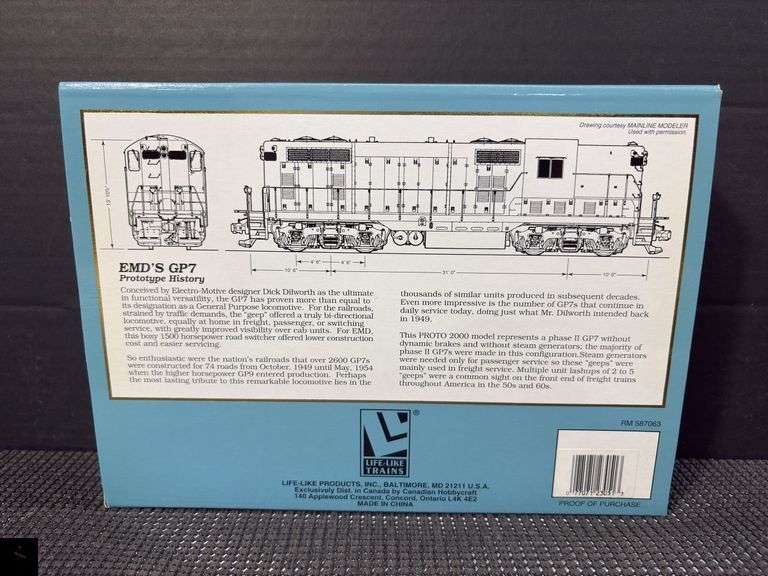 Drawing courtesy MAINLINE MODELER
Used with permission.
EMD'S GP7
Prototype History
Conceived by Electro-Motive designer Dick Dilworth as the ultimate
in functional versatility, the GP7 has proven more than equal to
its designation as a General Purpose locomotive. For the railroads,
strained by traffic demands, the "geep" offered a truly bi-directional
locomotive, equally at home in freight, passenger, or switching
service, with greatly improved visibility over cab units. For EMD,
this boxy 1500 horsepower road switcher offered lower construction
cost and easier servicing.
So enthusiastic were the nation's railroads that over 2600 GP7s
were constructed for 74 roads from October, 1949 until May, 1954
when the higher horsepower GP9 entered production. Perhaps
the most lasting tribute to this remarkable locomotive lies in the
thousands of similar units produced in subsequent decades.
Even more impressive is the number of GP7s that continue in
daily service today, doing just what Mr. Dilworth intended back
in 1949.
This PROTO 2000 model represents a phase II GP7 without
dynamic brakes and without steam generators; the majority of
phase II GP7s were made in this configuration. Steam generators
were needed only for passenger service so these "geeps" were
mainly used in freight service. Multiple unit lashups of 2 to 5
"geeps" were a common sight on the front end of freight trains
throughout America in the 50s and 60s.
LIFE-LIKE
TRAINS
®
LIFE-LIKE PRODUCTS, INC., BALTIMORE, MD 21211 U.S.A.
Exclusively Dist. in Canada by Canadian Hobbycraft
140 Applewood Crescent, Concord, Ontario L4K 4E2
MADE IN CHINA
RM 587063
PROOF OF PURCHASE